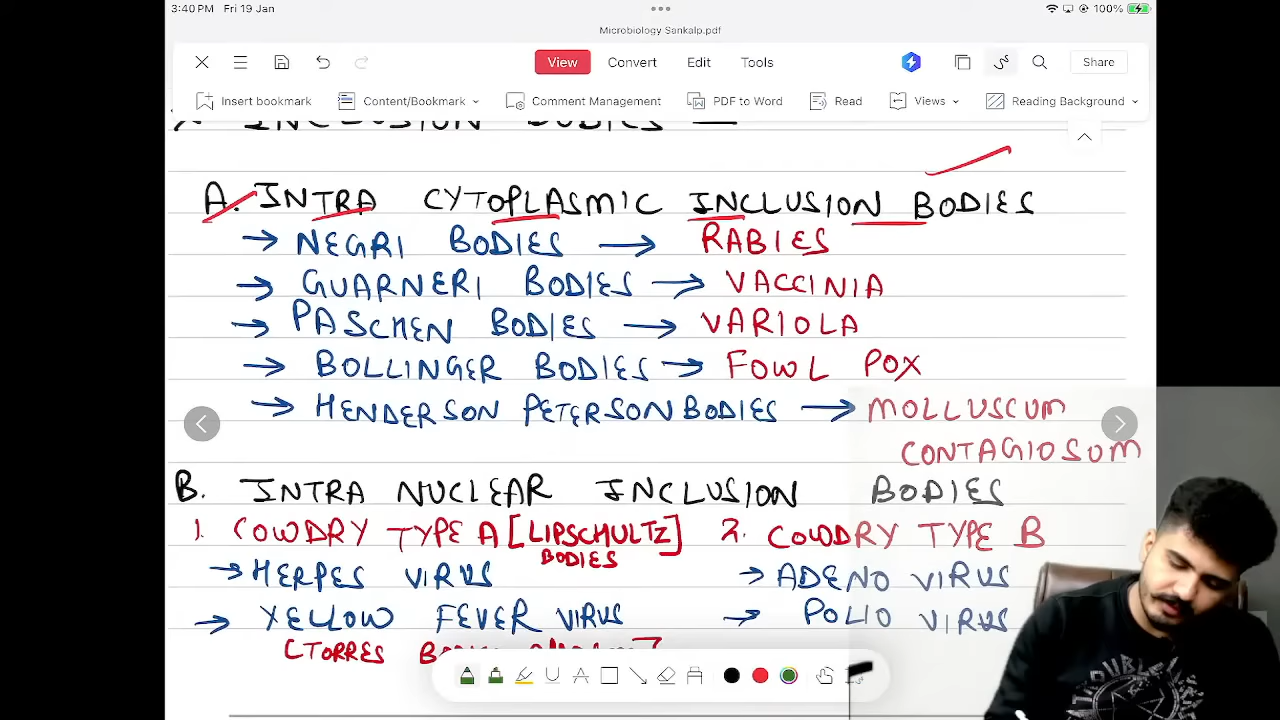 3:40 PM Fri 19 Jan
100%
Microbiology Sankalp.pdf
View Convert Edit Tools Share
Insert bookmark Content/Bookmark Comment Management PDF to Word Read Views Reading Background
INCLUSION BODIES
A. INTRA CYTOPLASMIC INCLUSION BODIES
→ NEGRI BODIES → RABIES
→ GUARNERI BODIES → VACCINIA
→ PASCHEN BODIES → VARIOLA
→ BOLLINGER BODIES → FOWL POX
→ HENDERSON PETERSON BODIES → MOLLUSCUM
CONTAGIOSUM
B. INTRA NUCLEAR INCLUSION BODIES
1. COWDRY TYPE A [LIPSCHULTZ] 2. COWDRY TYPE B
BODIES
→ HERPES VIRUS → ADENO VIRUS
→ YELLOW FEVER VIRUS → POLIO VIRUS
[TORRES